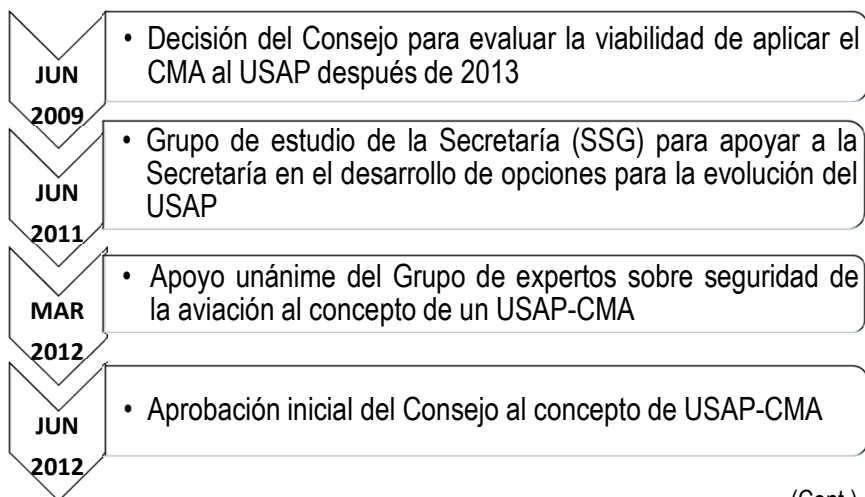 JUN
2009
• Decisión del Consejo para evaluar la viabilidad de aplicar el
CMA al USAP después de 2013
JUN
2011
• Grupo de estudio de la Secretaría (SSG) para apoyar a la
Secretaría en el desarrollo de opciones para la evolución del
USAP
MAR
2012
• Apoyo unánime del Grupo de expertos sobre seguridad de
la aviación al concepto de un USAP-CMA
JUN
2012
• Aprobación inicial del Consejo al concepto de USAP-CMA
(Cont.)